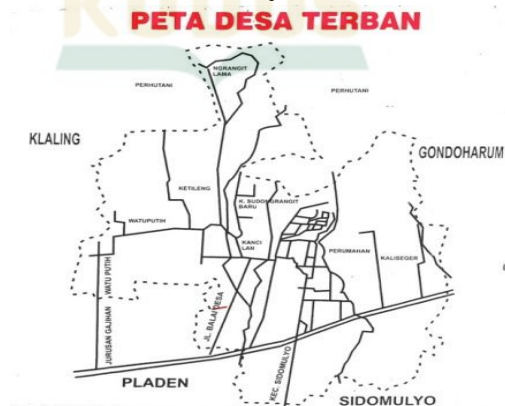 KUDUS
PETA DESA TERBAN
NGRANGIT
LAMA
PERHUTANI
PERHUTANI
KLALING
GONDOHARUM
KETILENG
K. SUDO
NGRANGIT
BARU
WATUPUTIH
KANCI
LAN
PERUMAHAN
KALISEGER
JURUSAN GAJIHAN
WATU PUTIH
JL. BALAI DESA
KEC. SIDOMULYO
PLADEN
SIDOMULYO